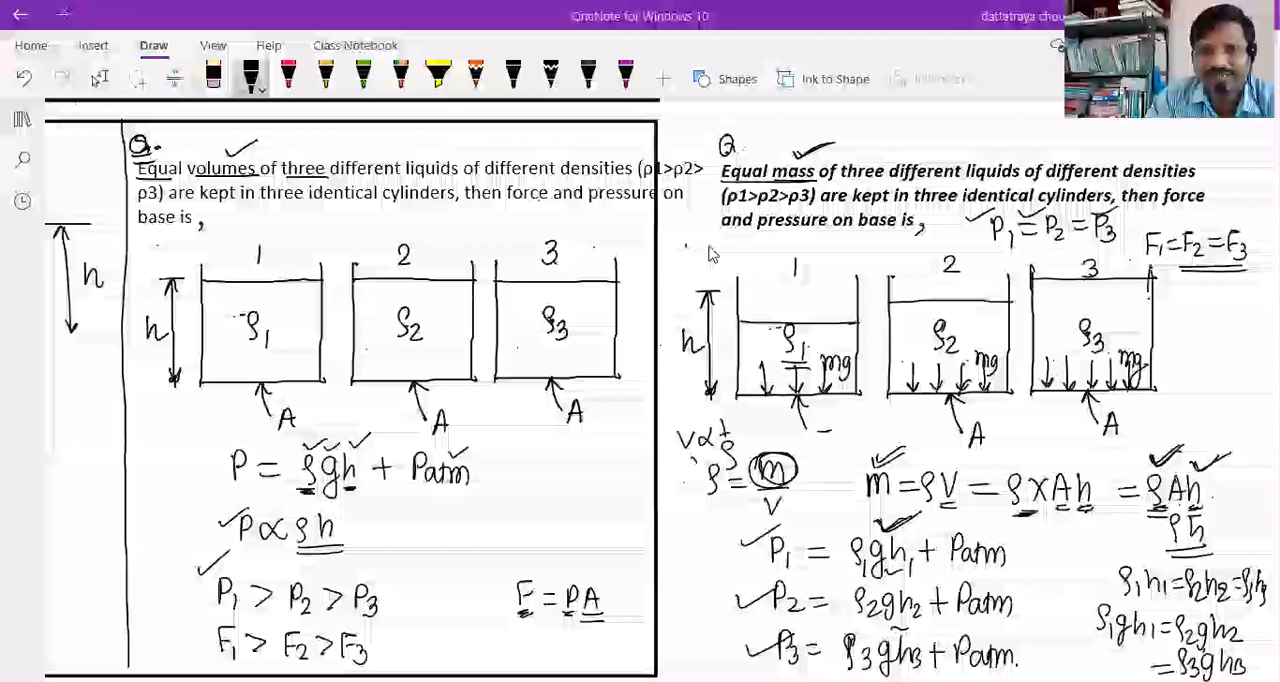 OneNote for Windows 10
dattatraya chou
Home Insert Draw View Help Class Notebook
Shapes Ink to Shape
Q.
Equal volumes of three different liquids of different densities (ρ1>ρ2>
ρ3) are kept in three identical cylinders, then force and pressure on
base is ,
h
1 2 3
h ρ1 ρ2 ρ3
A A A
P = ρgh + Patm
P ∝ ρh
P1 > P2 > P3
F1 > F2 > F3
F = PA
Q.
Equal mass of three different liquids of different densities
(ρ1>ρ2>ρ3) are kept in three identical cylinders, then force
and pressure on base is ,
P1 = P2 = P3
F1 = F2 = F3
1 2 3
h ρ1 ρ2 ρ3
mg mg mg
A A
V ∝ 1/ρ
ρ = m/V
m = ρV = ρ × Ah = ρAh
ρh
P1 = ρ1gh1 + Patm
P2 = ρ2gh2 + Patm
P3 = ρ3gh3 + Patm.
ρ1h1 = ρ2h2 = ρ3h3
ρ1gh1 = ρ2gh2
= ρ3gh3